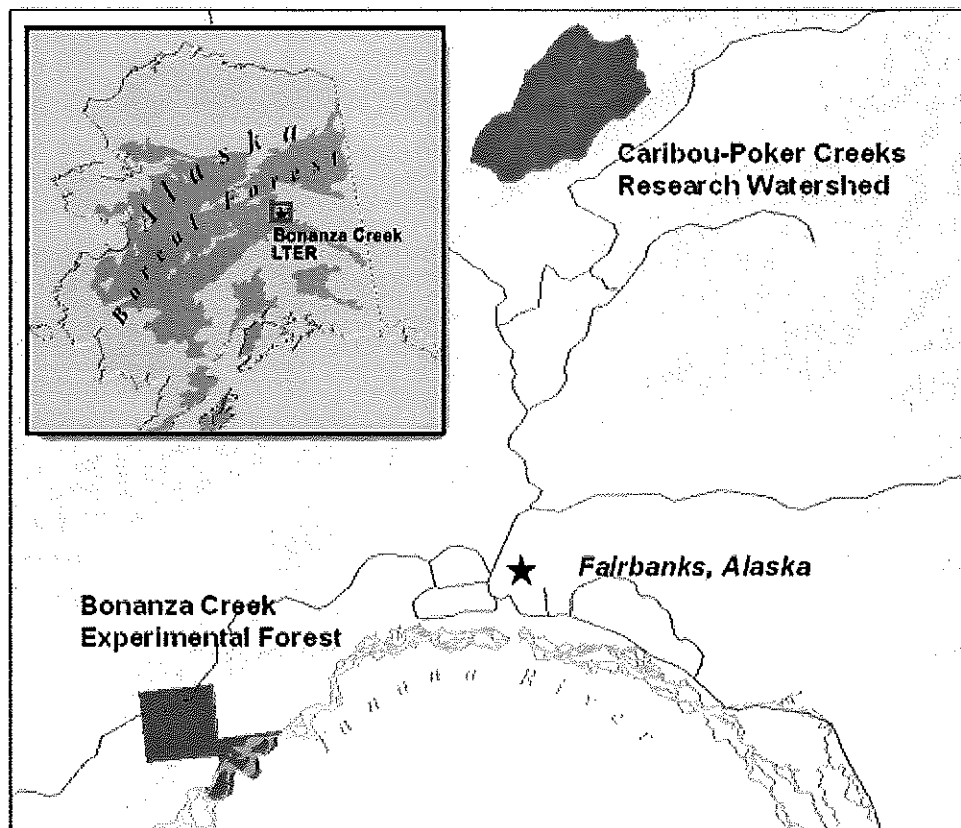 Alaska
Boreal Forest
Bonanza Creek
LTER
Caribou-Poker Creeks
Research Watershed
Fairbanks, Alaska
Bonanza Creek
Experimental Forest
Tanana River